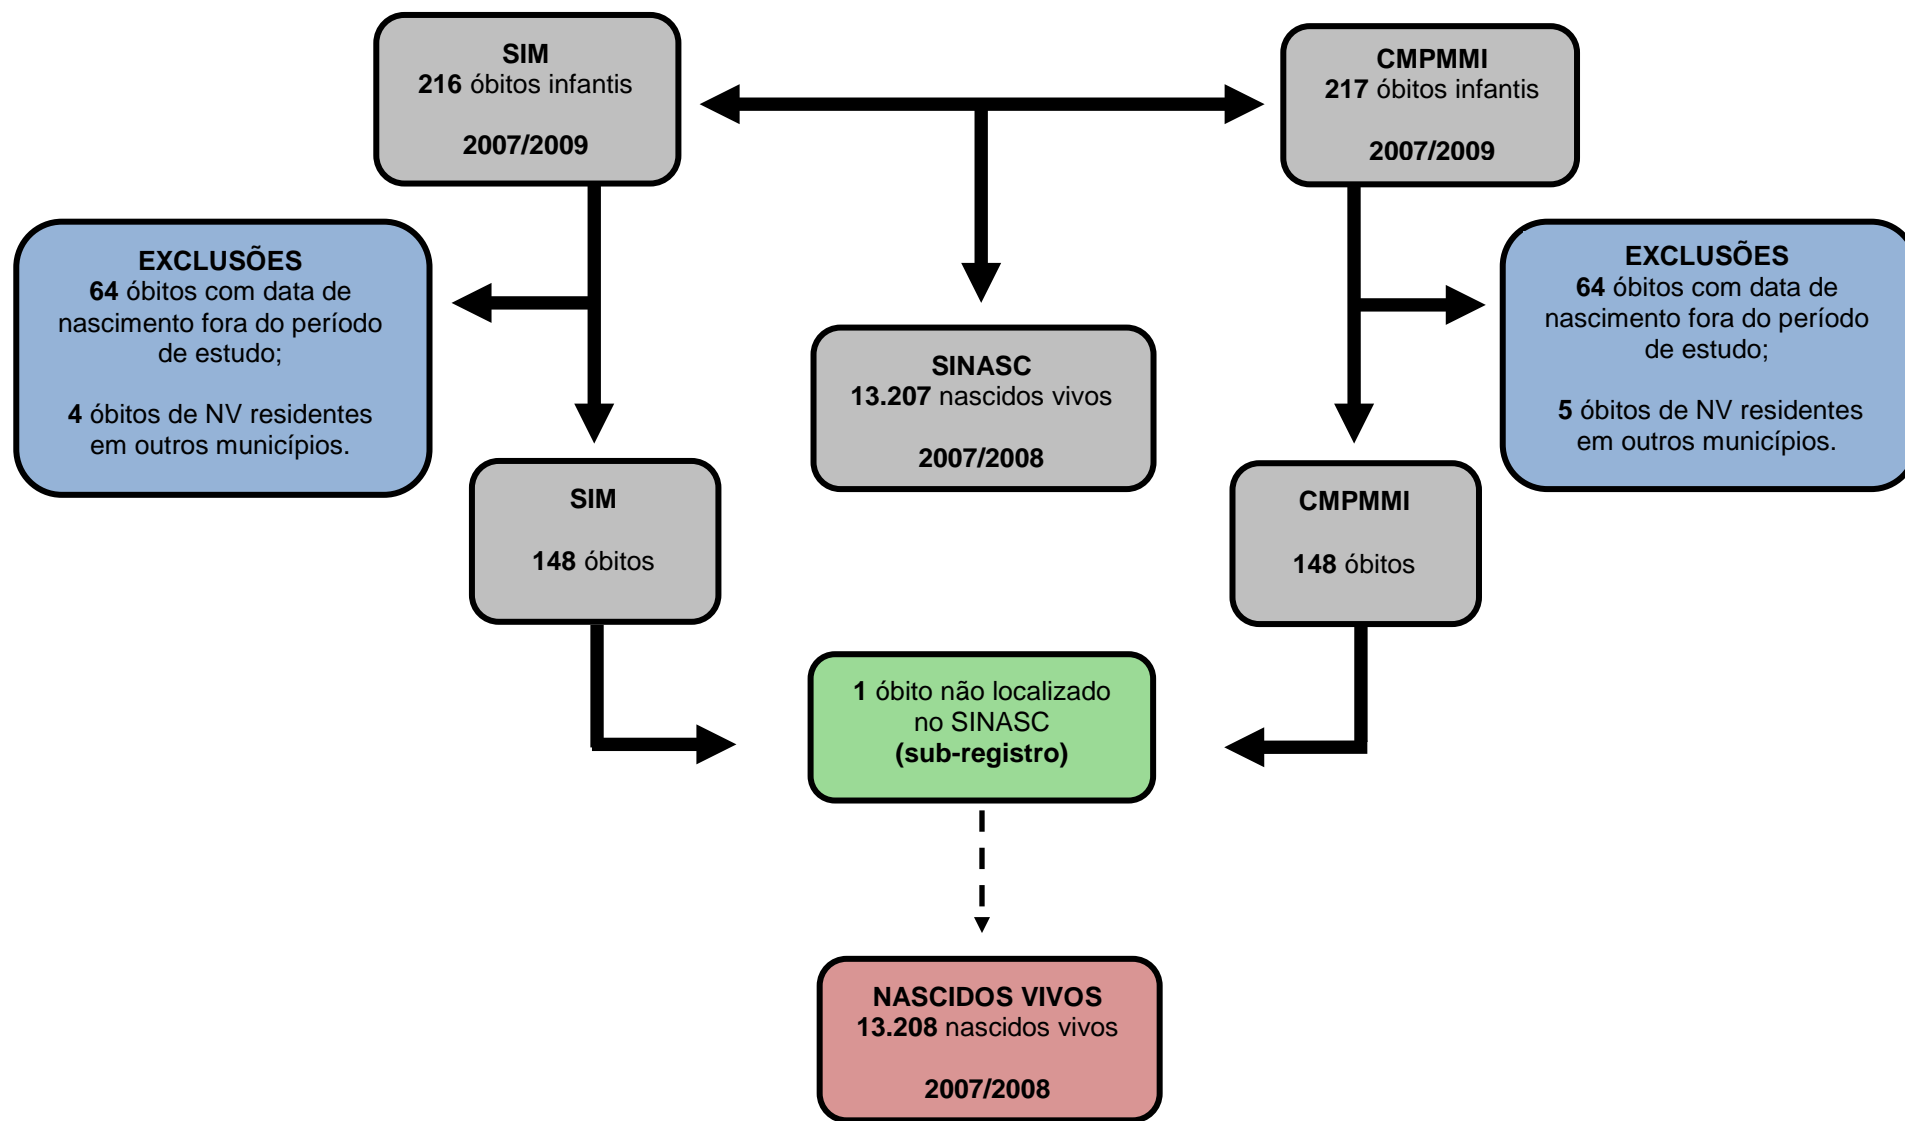 SIM
216 óbitos infantis
2007/2009
CMPMMI
217 óbitos infantis
2007/2009
EXCLUSÕES
64 óbitos com data de
nascimento fora do período
de estudo;
4 óbitos de NV residentes
em outros municípios.
SINASC
13.207 nascidos vivos
2007/2008
EXCLUSÕES
64 óbitos com data de
nascimento fora do período
de estudo;
5 óbitos de NV residentes
em outros municípios.
SIM
148 óbitos
CMPMMI
148 óbitos
1 óbito não localizado
no SINASC
(sub-registro)
NASCIDOS VIVOS
13.208 nascidos vivos
2007/2008